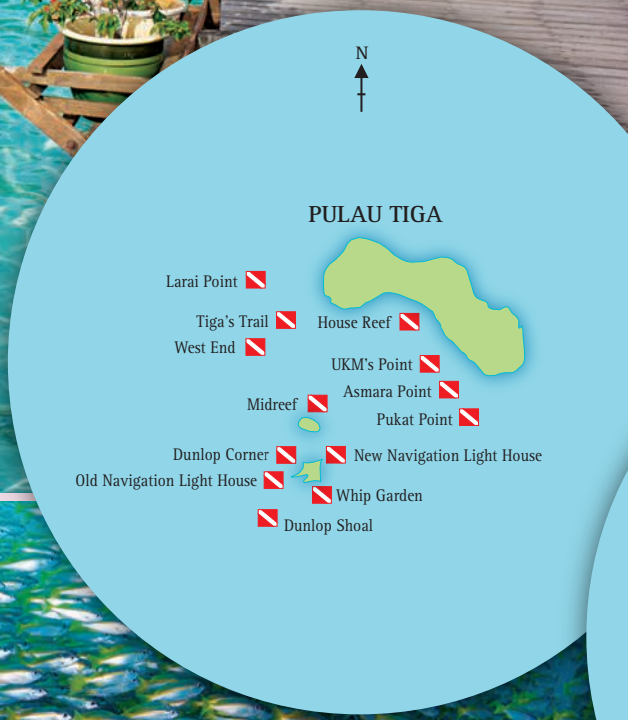 N
PULAU TIGA
Larai Point
Tiga's Trail
House Reef
West End
UKM's Point
Asmara Point
Midreef
Pukat Point
Dunlop Corner
New Navigation Light House
Old Navigation Light House
Whip Garden
Dunlop Shoal